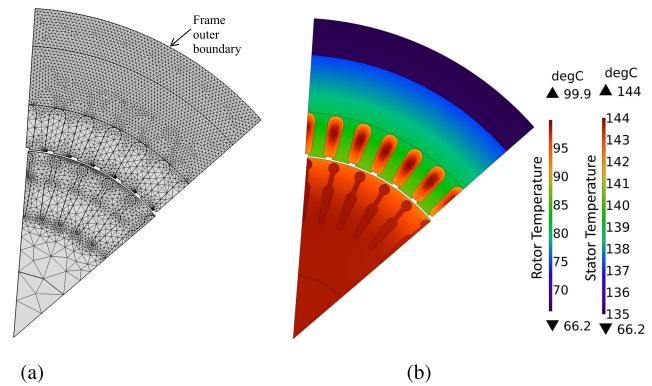 Frame
outer
boundary
degC
▲ 99.9
95
90
85
80
75
70
▼ 66.2
Rotor Temperature
degC
▲ 144
144
143
142
141
140
139
138
137
136
135
▼ 66.2
Stator Temperature
(a)
(b)